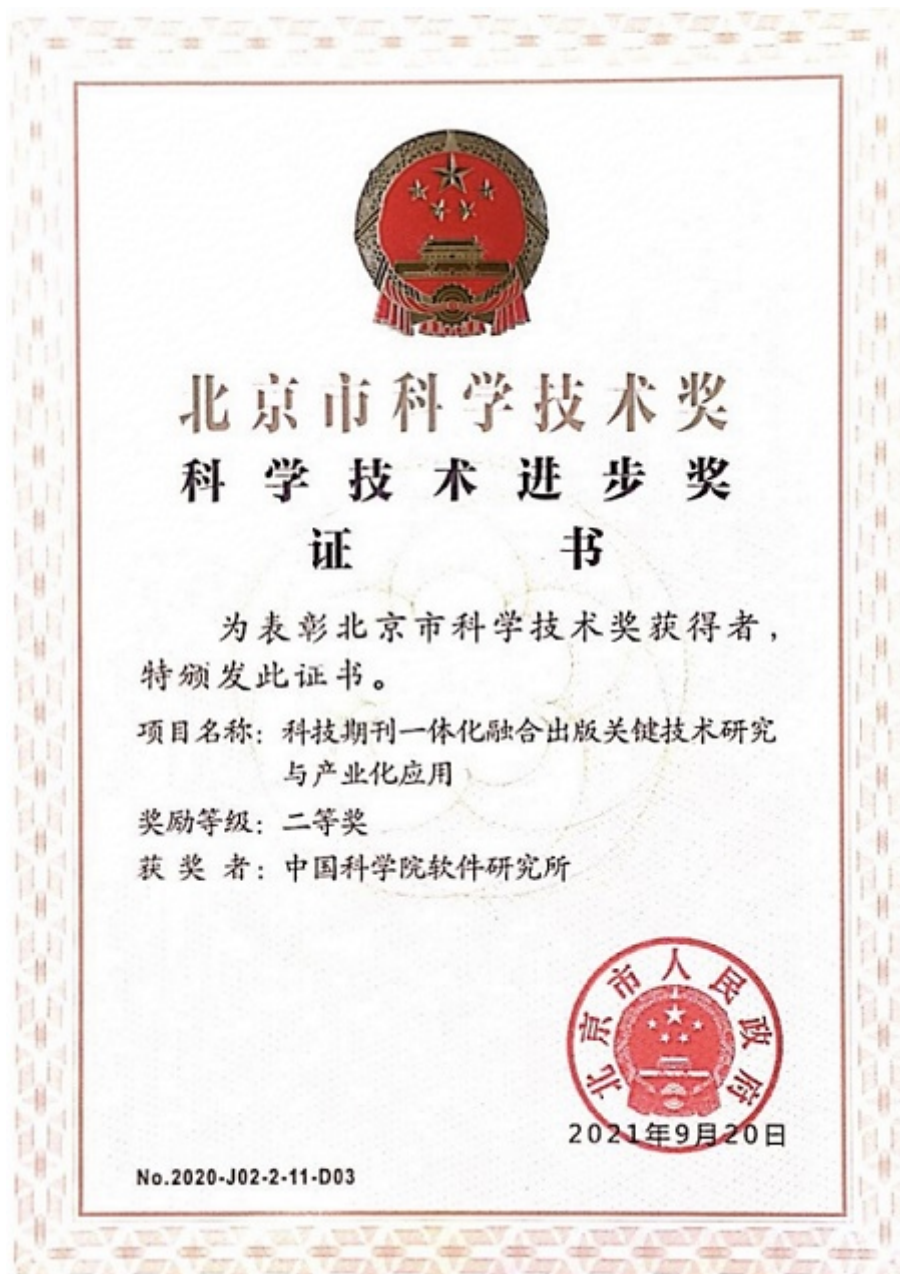 北京市科学技术奖
科学技术进步奖
证书
为表彰北京市科学技术奖获得者，
特颁发此证书。
项目名称：科技期刊一体化融合出版关键技术研究
与产业化应用
奖励等级：二等奖
获奖者：中国科学院软件研究所
北京市人民政府
2021年9月20日
No.2020-J02-2-11-D03